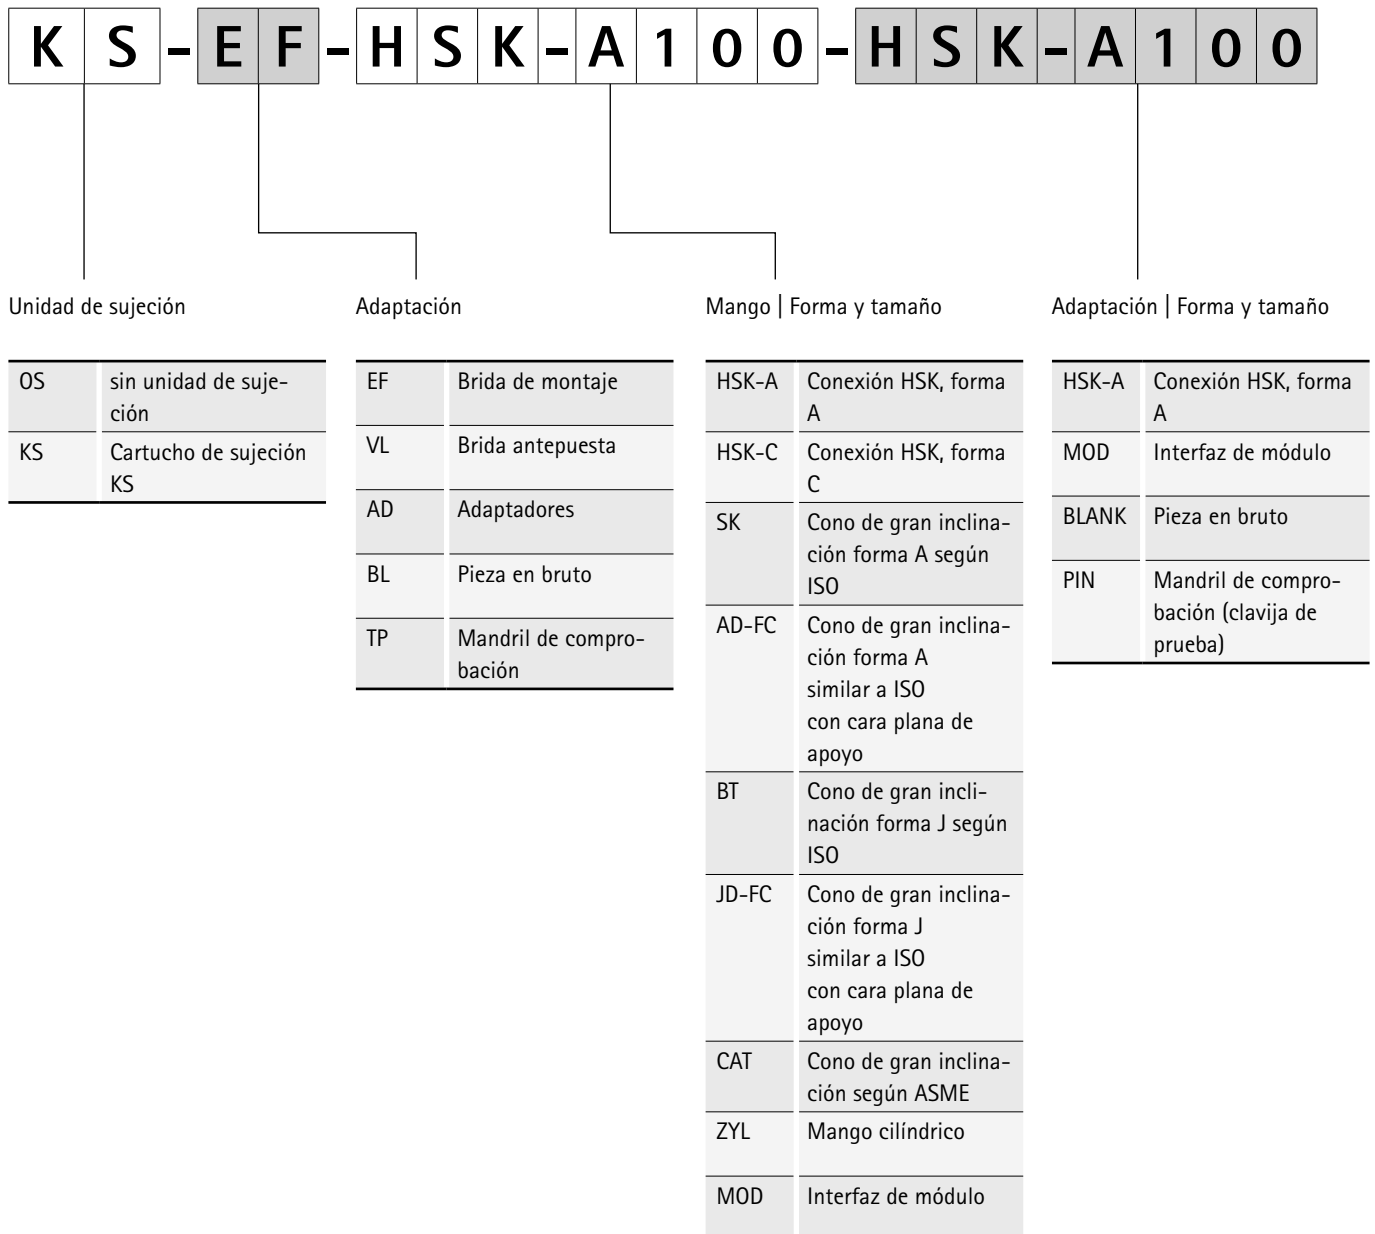 KS-EF-HSK-A100-HSK-A100
Unidad de sujeción
OS sin unidad de suje-
ción
KS Cartucho de sujeción
KS
Adaptación
EF Brida de montaje
VL Brida antepuesta
AD Adaptadores
BL Pieza en bruto
TP Mandril de compro-
bación
Mango | Forma y tamaño
HSK-A Conexión HSK, forma
A
HSK-C Conexión HSK, forma
C
SK Cono de gran inclina-
ción forma A según
ISO
AD-FC Cono de gran inclina-
ción forma A
similar a ISO
con cara plana de
apoyo
BT Cono de gran incli-
nación forma J según
ISO
JD-FC Cono de gran inclina-
ción forma J
similar a ISO
con cara plana de
apoyo
CAT Cono de gran inclina-
ción según ASME
ZYL Mango cilíndrico
MOD Interfaz de módulo
Adaptación | Forma y tamaño
HSK-A Conexión HSK, forma
A
MOD Interfaz de módulo
BLANK Pieza en bruto
PIN Mandril de compro-
bación (clavija de
prueba)